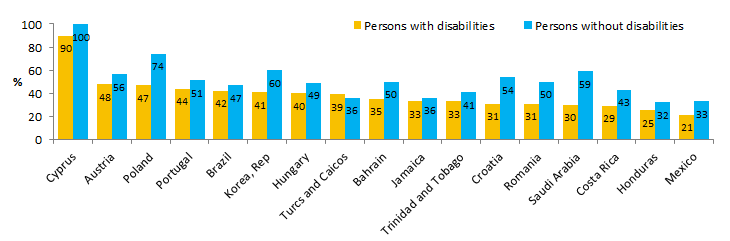 Persons with disabilities Persons without disabilities
%
100
80
60
40
20
0
90 100
48 56
47 74
44 51
42 47
41 60
40 49
39 36
35 50
33 36
33 41
31 54
31 50
30 59
29 43
25 32
21 33
Cyprus
Austria
Poland
Portugal
Brazil
Korea, Rep
Hungary
Turcs and Caicos
Bahrain
Jamaica
Trinidad and Tobago
Croatia
Romania
Saudi Arabia
Costa Rica
Honduras
Mexico